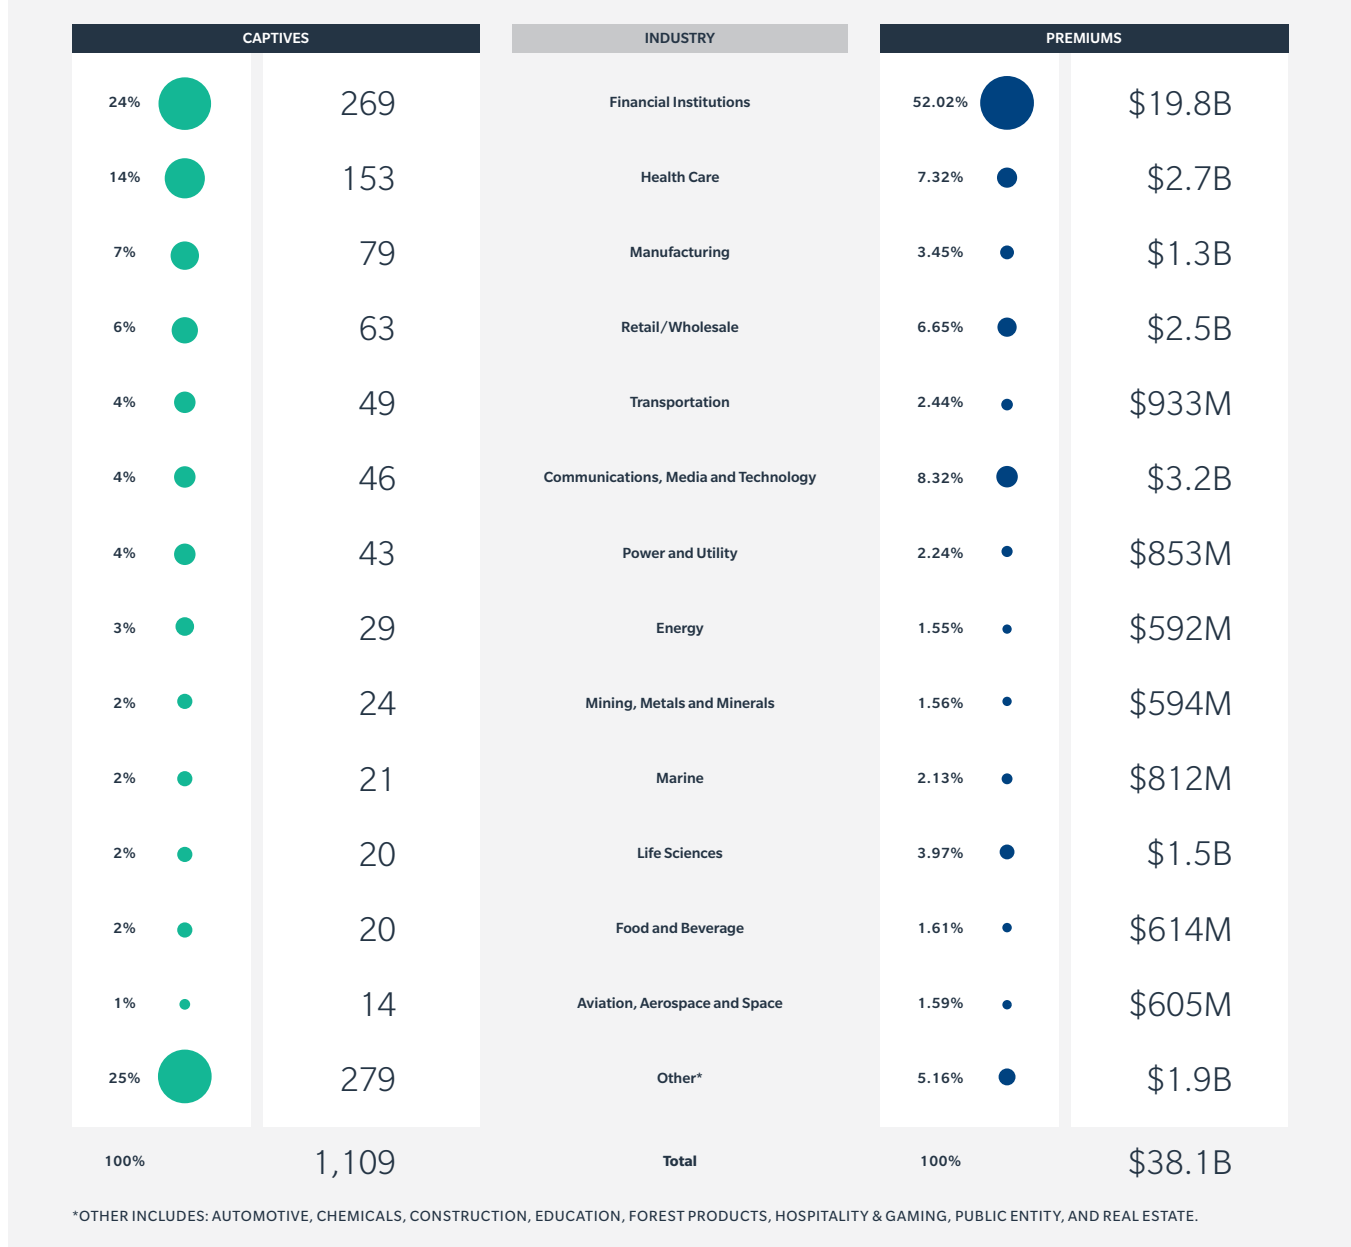 CAPTIVES INDUSTRY PREMIUMS
24% 269 Financial Institutions 52.02% $19.8B
14% 153 Health Care 7.32% $2.7B
7% 79 Manufacturing 3.45% $1.3B
6% 63 Retail/Wholesale 6.65% $2.5B
4% 49 Transportation 2.44% $933M
4% 46 Communications, Media and Technology 8.32% $3.2B
4% 43 Power and Utility 2.24% $853M
3% 29 Energy 1.55% $592M
2% 24 Mining, Metals and Minerals 1.56% $594M
2% 21 Marine 2.13% $812M
2% 20 Life Sciences 3.97% $1.5B
2% 20 Food and Beverage 1.61% $614M
1% 14 Aviation, Aerospace and Space 1.59% $605M
25% 279 Other* 5.16% $1.9B
100% 1,109 Total 100% $38.1B
*OTHER INCLUDES: AUTOMOTIVE, CHEMICALS, CONSTRUCTION, EDUCATION, FOREST PRODUCTS, HOSPITALITY & GAMING, PUBLIC ENTITY, AND REAL ESTATE.